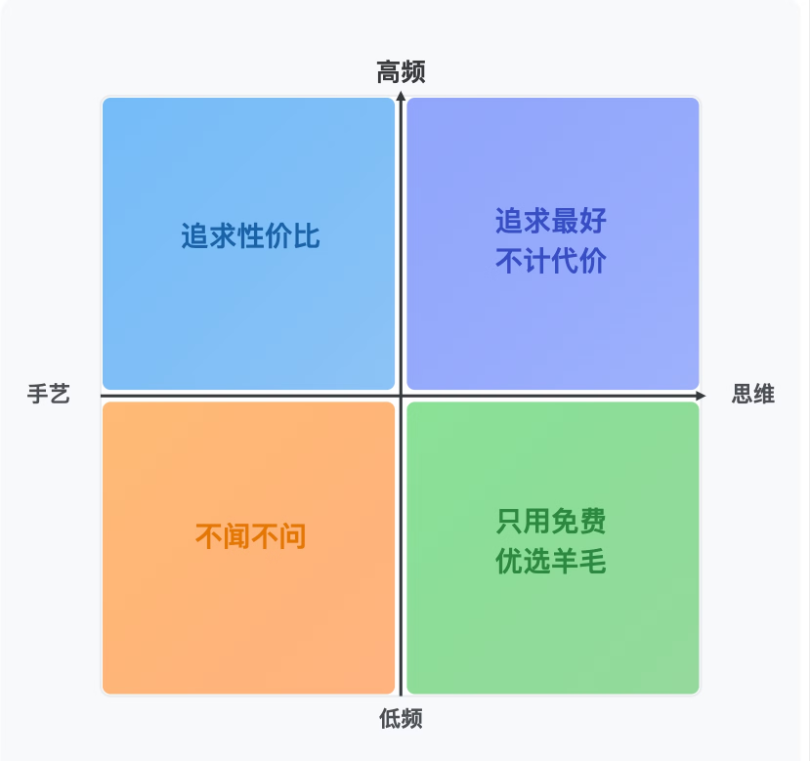 高频
追求性价比
追求最好
不计代价
手艺
思维
不闻不问
只用免费
优选羊毛
低频